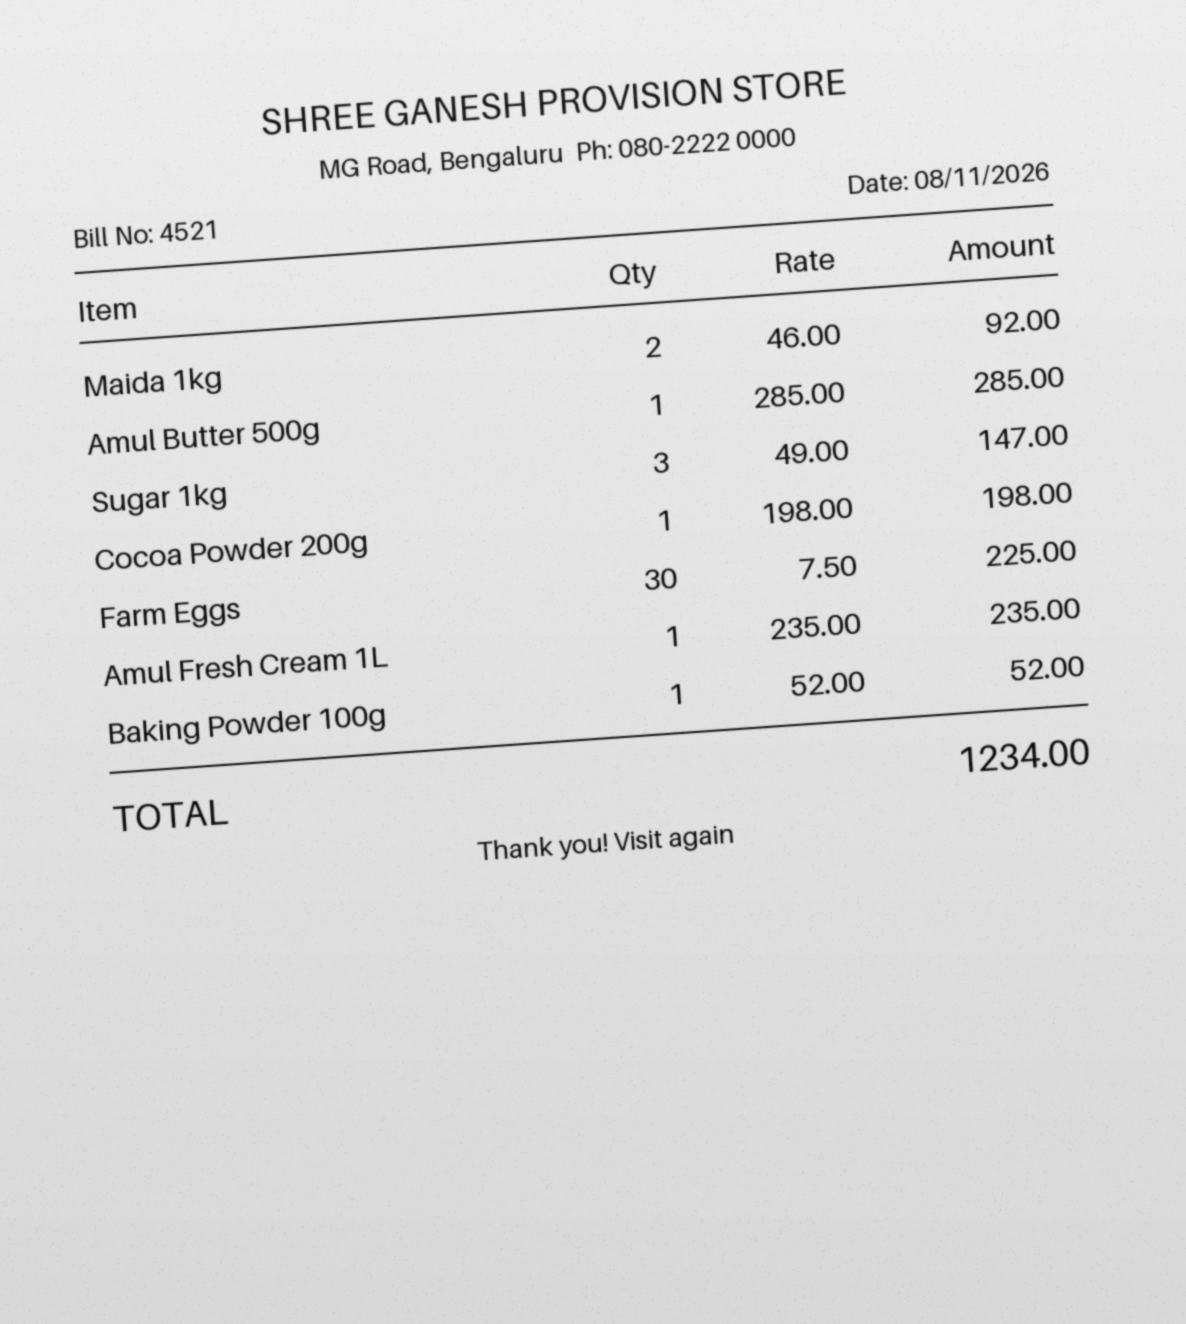 SHREE GANESH PROVISION STORE
MG Road, Bengaluru Ph: 080-2222 0000
Bill No: 4521 Date: 08/11/2026
Item Qty Rate Amount
Maida 1kg 2 46.00 92.00
Amul Butter 500g 1 285.00 285.00
Sugar 1kg 3 49.00 147.00
Cocoa Powder 200g 1 198.00 198.00
Farm Eggs 30 7.50 225.00
Amul Fresh Cream 1L 1 235.00 235.00
Baking Powder 100g 1 52.00 52.00
TOTAL 1234.00
Thank you! Visit again